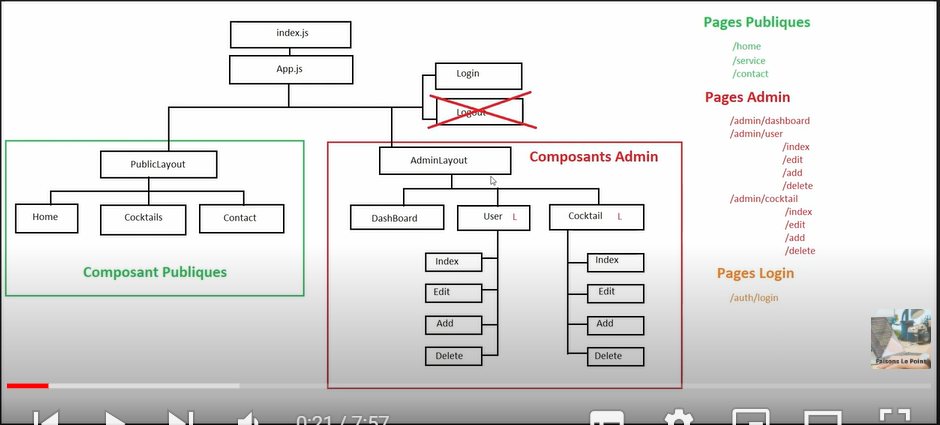 index.js
App.js
Login
Logout
PublicLayout
Home
Cocktails
Contact
Composant Publiques
AdminLayout
Composants Admin
DashBoard
User L
Cocktail L
Index
Edit
Add
Delete
Index
Edit
Add
Delete
Pages Publiques
/home
/service
/contact
Pages Admin
/admin/dashboard
/admin/user
/index
/edit
/add
/delete
/admin/cocktail
/index
/edit
/add
/delete
Pages Login
/auth/login
Faisons Le Point
0:21 / 7:57